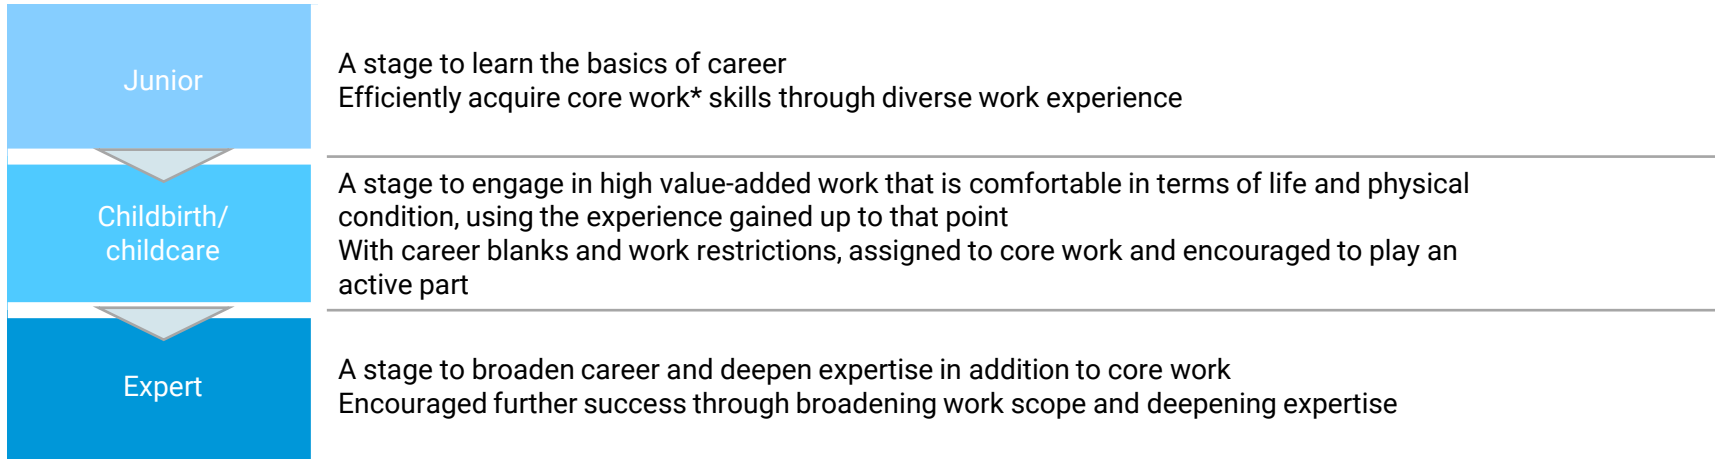 Junior
A stage to learn the basics of career
Efficiently acquire core work* skills through diverse work experience
Childbirth/
childcare
A stage to engage in high value-added work that is comfortable in terms of life and physical
condition, using the experience gained up to that point
With career blanks and work restrictions, assigned to core work and encouraged to play an
active part
Expert
A stage to broaden career and deepen expertise in addition to core work
Encouraged further success through broadening work scope and deepening expertise